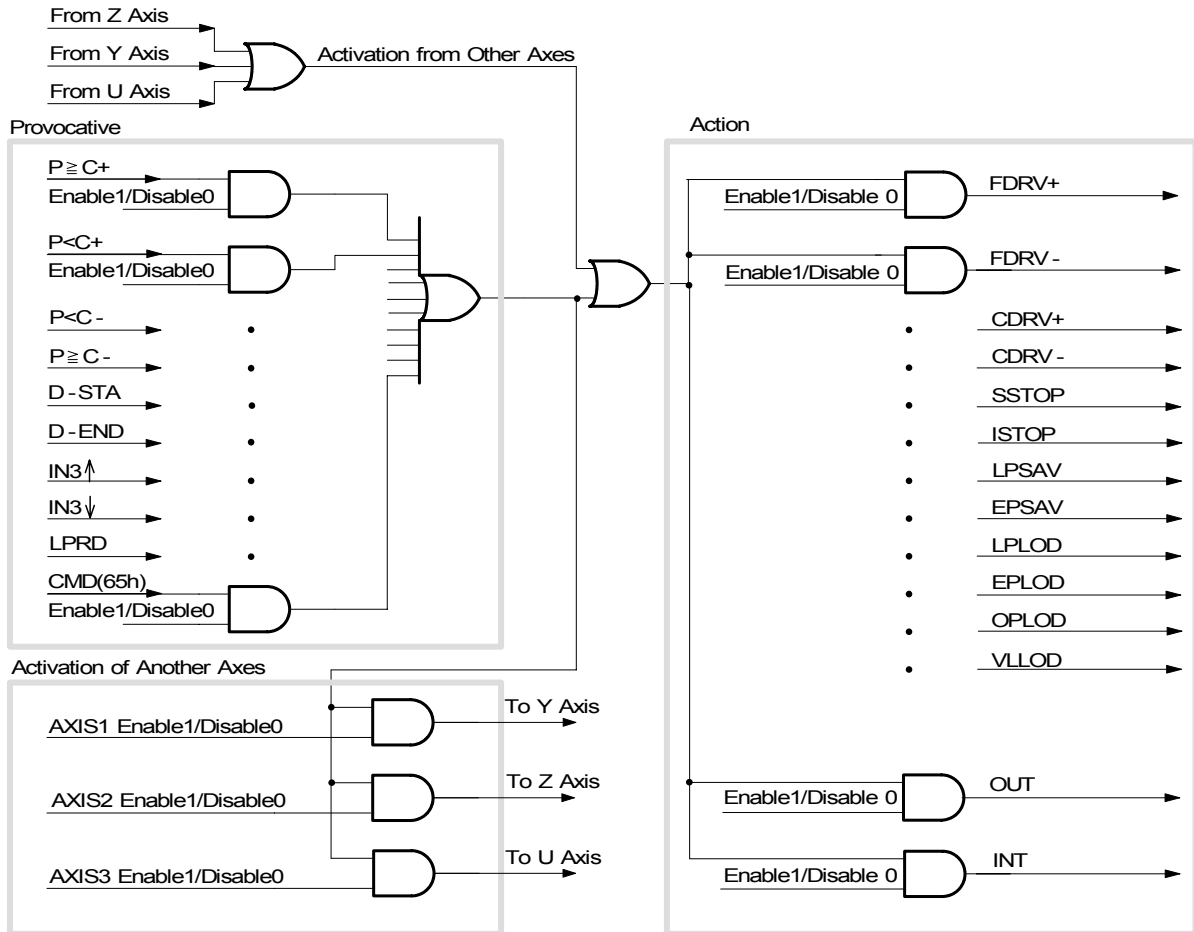 From Z Axis
From Y Axis
Activation from Other Axes
From U Axis
Provocative
P≧C+
Enable1/Disable0
P<C+
Enable1/Disable0
P<C-
P≧C-
D-STA
D-END
IN3↑
IN3↓
LPRD
CMD(65h)
Enable1/Disable0
Activation of Another Axes
AXIS1 Enable1/Disable0
To Y Axis
AXIS2 Enable1/Disable0
To Z Axis
AXIS3 Enable1/Disable0
To U Axis
Action
Enable1/Disable 0
FDRV+
Enable1/Disable 0
FDRV-
CDRV+
CDRV-
SSTOP
ISTOP
LPSAV
EPSAV
LPLOD
EPLOD
OPLOD
VLLOD
Enable1/Disable 0
OUT
Enable1/Disable 0
INT